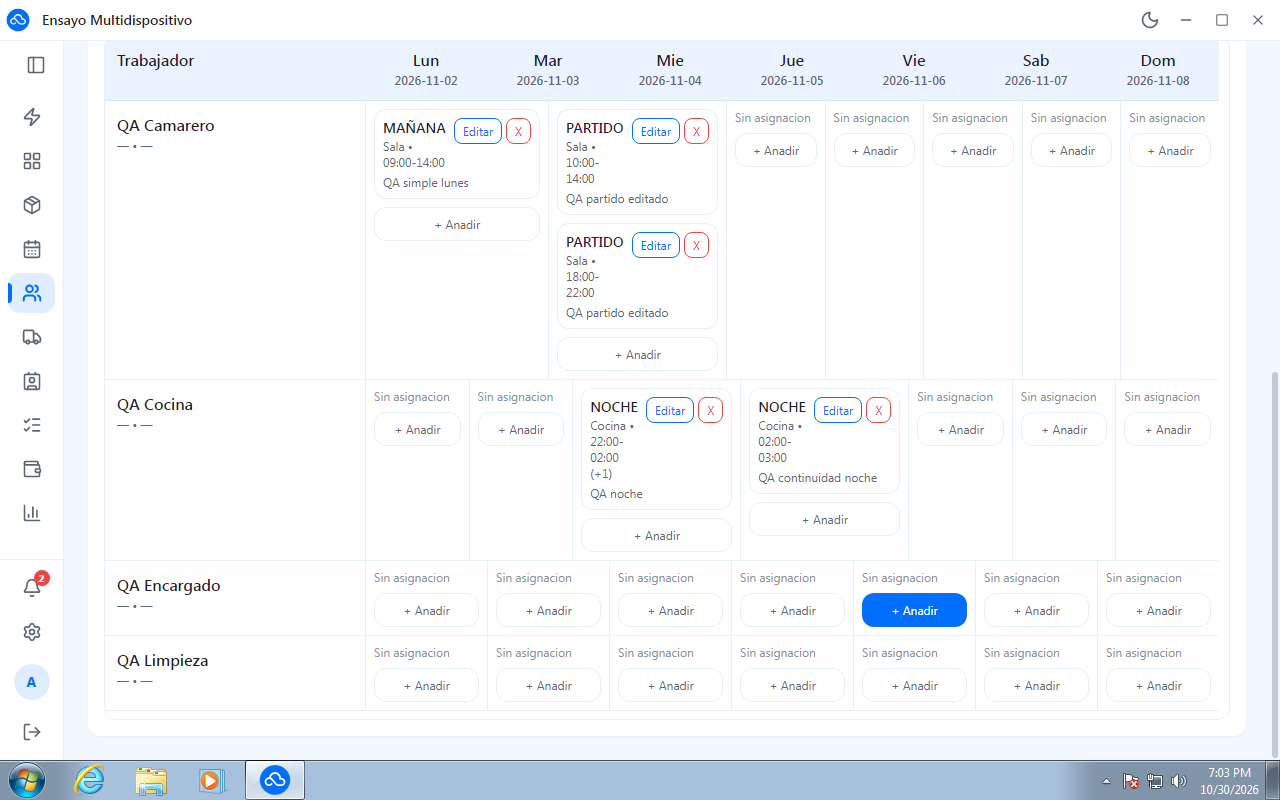 Ensayo Multidispositivo
Trabajador
Lun
2026-11-02
Mar
2026-11-03
Mie
2026-11-04
Jue
2026-11-05
Vie
2026-11-06
Sab
2026-11-07
Dom
2026-11-08
QA Camarero
— • —
MAÑANA
Editar
X
Sala •
09:00-14:00
QA simple lunes
+ Anadir
PARTIDO
Editar
X
Sala •
10:00-
14:00
QA partido editado
PARTIDO
Editar
X
Sala •
18:00-
22:00
QA partido editado
+ Anadir
Sin asignacion
+ Anadir
Sin asignacion
+ Anadir
Sin asignacion
+ Anadir
Sin asignacion
+ Anadir
Sin asignacion
+ Anadir
QA Cocina
— • —
Sin asignacion
+ Anadir
Sin asignacion
+ Anadir
NOCHE
Editar
X
Cocina •
22:00-
02:00
(+1)
QA noche
+ Anadir
NOCHE
Editar
X
Cocina •
02:00-
03:00
QA continuidad noche
+ Anadir
Sin asignacion
+ Anadir
Sin asignacion
+ Anadir
Sin asignacion
+ Anadir
QA Encargado
— • —
Sin asignacion
+ Anadir
Sin asignacion
+ Anadir
Sin asignacion
+ Anadir
Sin asignacion
+ Anadir
Sin asignacion
+ Anadir
Sin asignacion
+ Anadir
Sin asignacion
+ Anadir
QA Limpieza
— • —
Sin asignacion
+ Anadir
Sin asignacion
+ Anadir
Sin asignacion
+ Anadir
Sin asignacion
+ Anadir
Sin asignacion
+ Anadir
Sin asignacion
+ Anadir
Sin asignacion
+ Anadir
2
A
7:03 PM
10/30/2026